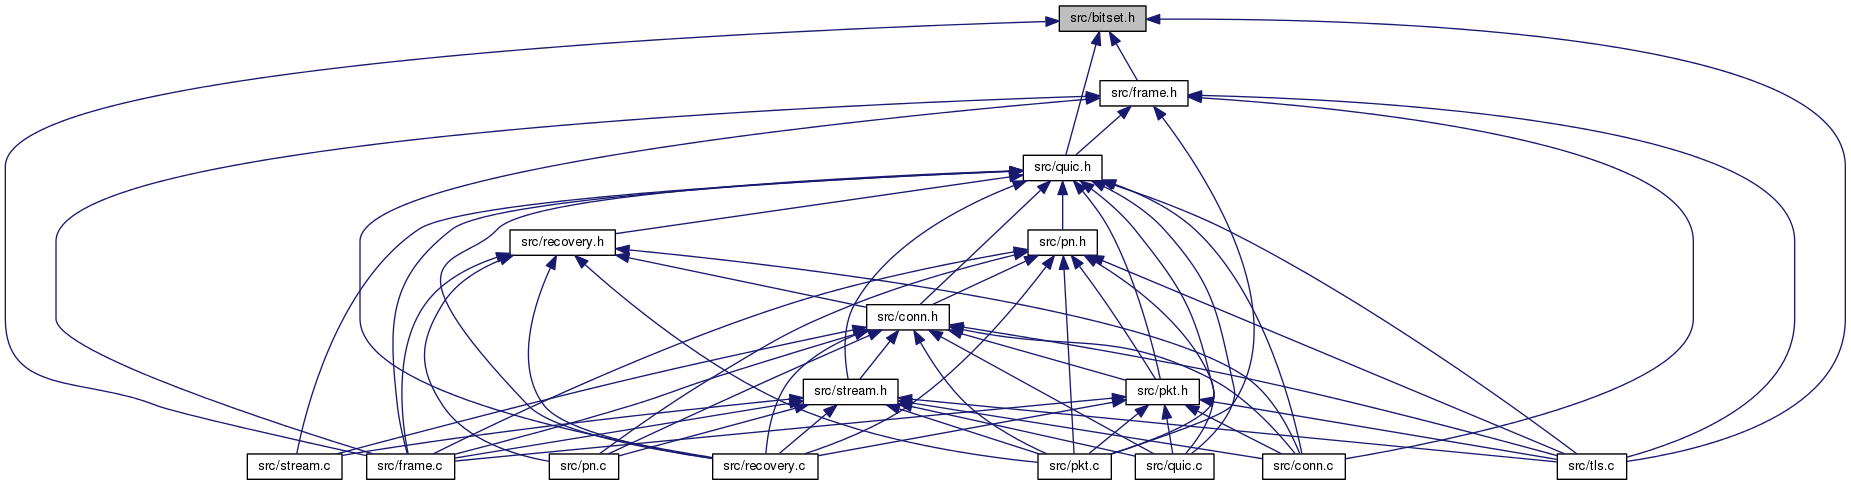 src/bitset.h
src/frame.h
src/quic.h
src/recovery.h
src/pn.h
src/conn.h
src/stream.h
src/pkt.h
src/stream.c
src/frame.c
src/pn.c
src/recovery.c
src/pkt.c
src/quic.c
src/conn.c
src/tls.c